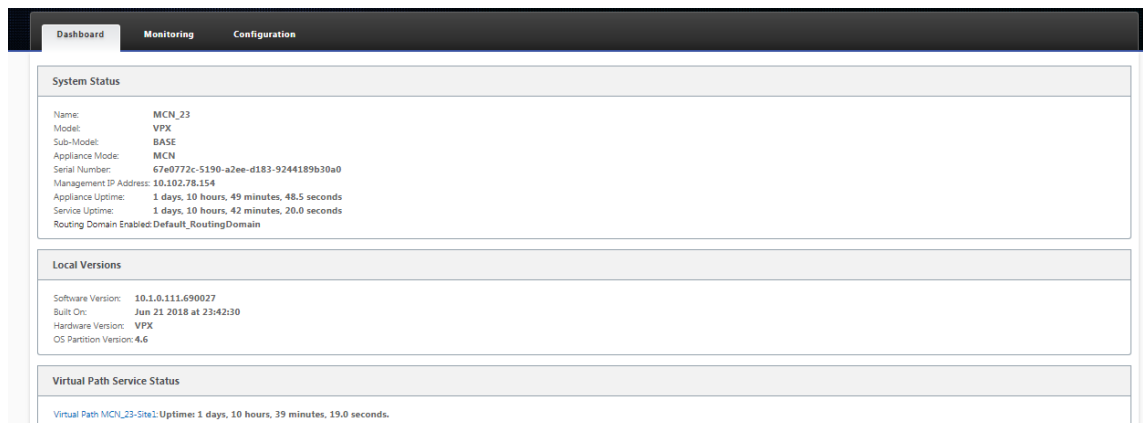 Dashboard Monitoring Configuration
System Status
Name: MCN_23
Model: VPX
Sub-Model: BASE
Appliance Mode: MCN
Serial Number: 67e0772c-5190-a2ee-d183-9244189b30a0
Management IP Address: 10.102.78.154
Appliance Uptime: 1 days, 10 hours, 49 minutes, 48.5 seconds
Service Uptime: 1 days, 10 hours, 42 minutes, 20.0 seconds
Routing Domain Enabled: Default_RoutingDomain
Local Versions
Software Version: 10.1.0.111.690027
Built On: Jun 21 2018 at 23:42:30
Hardware Version: VPX
OS Partition Version: 4.6
Virtual Path Service Status
Virtual Path MCN_23-Site1: Uptime: 1 days, 10 hours, 39 minutes, 19.0 seconds.